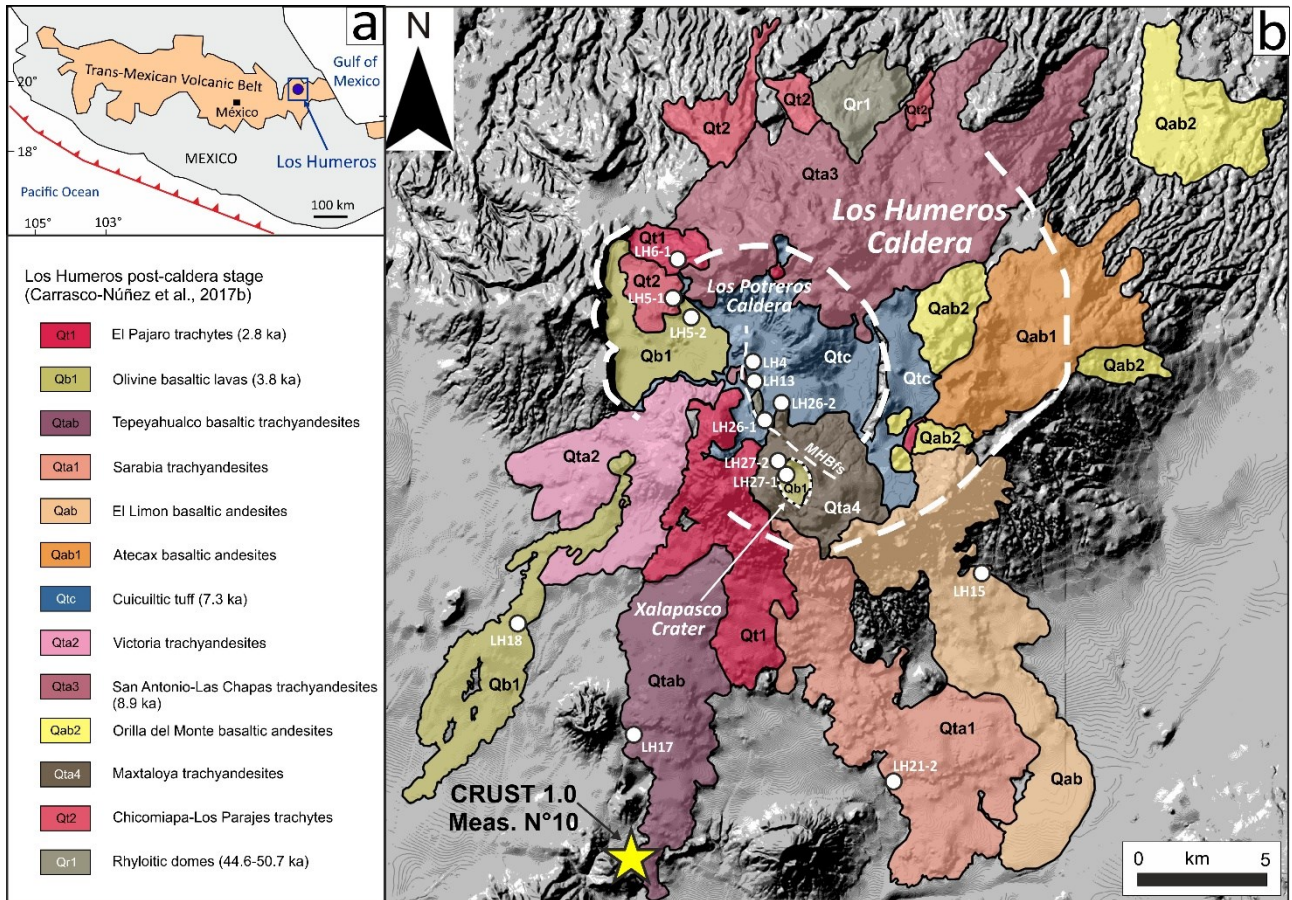 a
20°
18°
105°
103°
Trans-Mexican Volcanic Belt
Gulf of
Mexico
México
MEXICO
Los Humeros
Pacific Ocean
100 km
Los Humeros post-caldera stage
(Carrasco-Núñez et al., 2017b)
Qt1 El Pajaro trachytes (2.8 ka)
Qb1 Olivine basaltic lavas (3.8 ka)
Qtab Tepeyahualco basaltic trachyandesites
Qta1 Sarabia trachyandesites
Qab El Limon basaltic andesites
Qab1 Atecax basaltic andesites
Qtc Cuicuiltic tuff (7.3 ka)
Qta2 Victoria trachyandesites
Qta3 San Antonio-Las Chapas trachyandesites
(8.9 ka)
Qab2 Orilla del Monte basaltic andesites
Qta4 Maxtaloya trachyandesites
Qt2 Chicomiapa-Los Parajes trachytes
Qr1 Rhyloitic domes (44.6-50.7 ka)
b
N
Qt2
Qt2
Qr1
Qt2
Qab2
Qta3
Los Humeros
Caldera
Qt1
LH6-1
Qt2
LH5-1
LH5-2
Los Potreros
Caldera
Qb1
Qab2
Qab1
Qtc
Qtc
Qab2
LH4
LH13
LH26-2
LH26-1
Qab2
MHBfs
LH27-2
LH27-1
Qb1
Qta2
Qta4
LH15
Xalapasco
Crater
LH18
Qt1
Qb1
Qtab
LH17
Qta1
LH21-2
Qab
CRUST 1.0
Meas. N°10
0 km 5